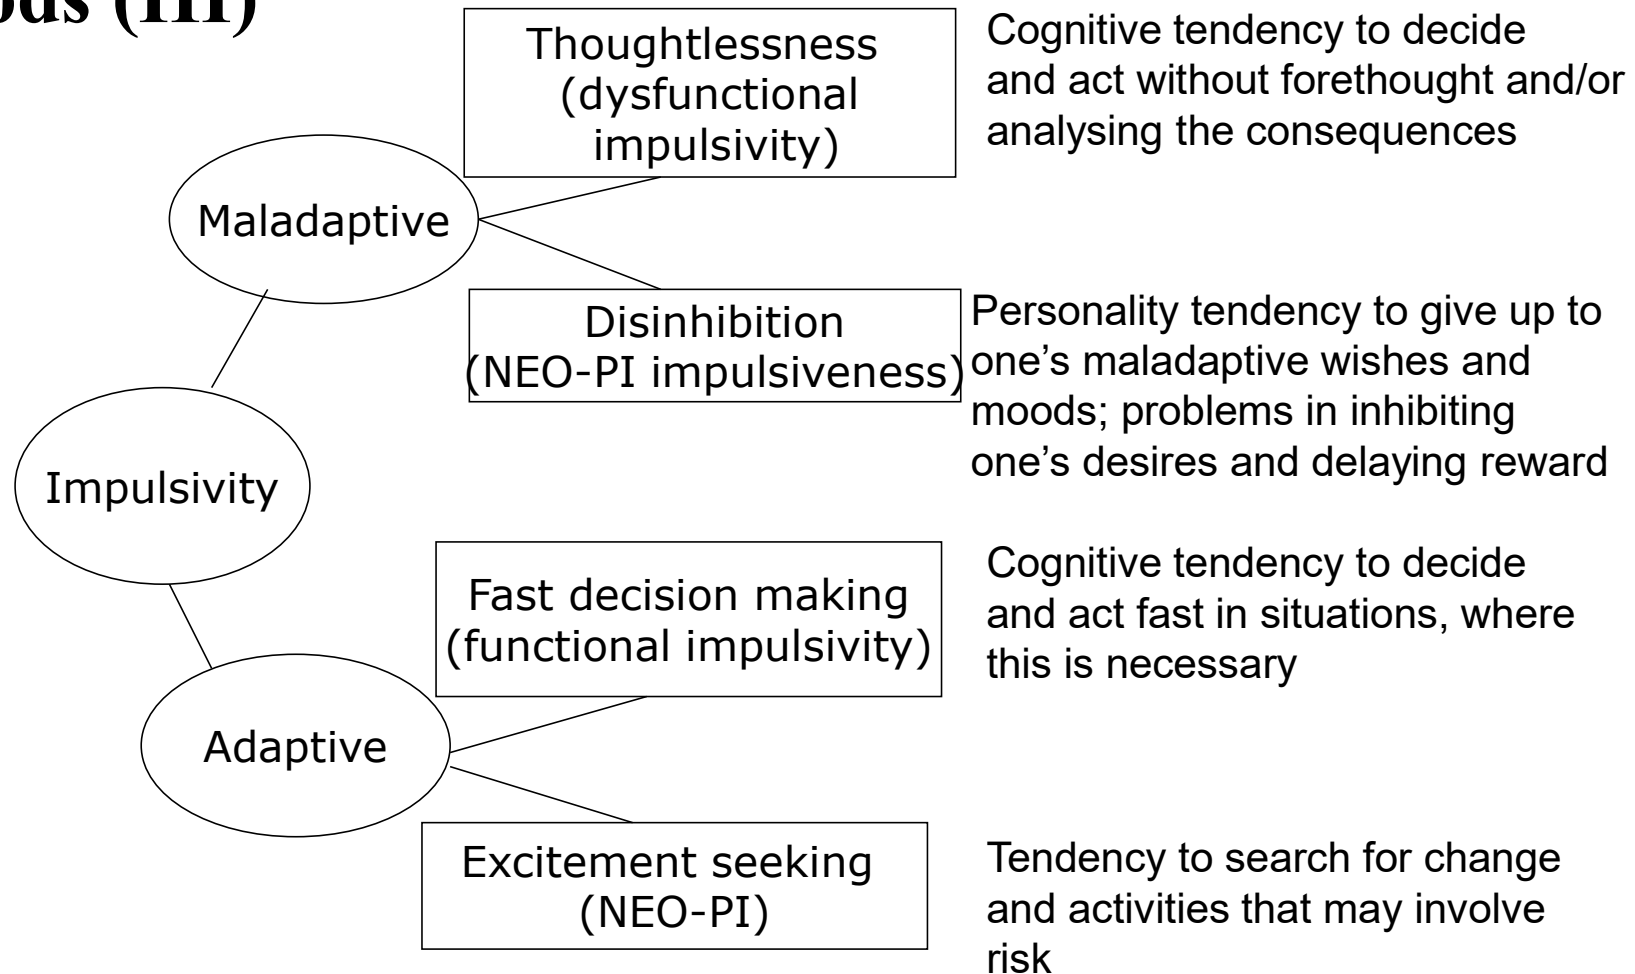 (III)
Thoughtlessness
(dysfunctional
impulsivity)
Cognitive tendency to decide
and act without forethought and/or
analysing the consequences
Maladaptive
Disinhibition
(NEO-PI impulsiveness)
Personality tendency to give up to
one’s maladaptive wishes and
moods; problems in inhibiting
one’s desires and delaying reward
Impulsivity
Fast decision making
(functional impulsivity)
Cognitive tendency to decide
and act fast in situations, where
this is necessary
Adaptive
Excitement seeking
(NEO-PI)
Tendency to search for change
and activities that may involve
risk